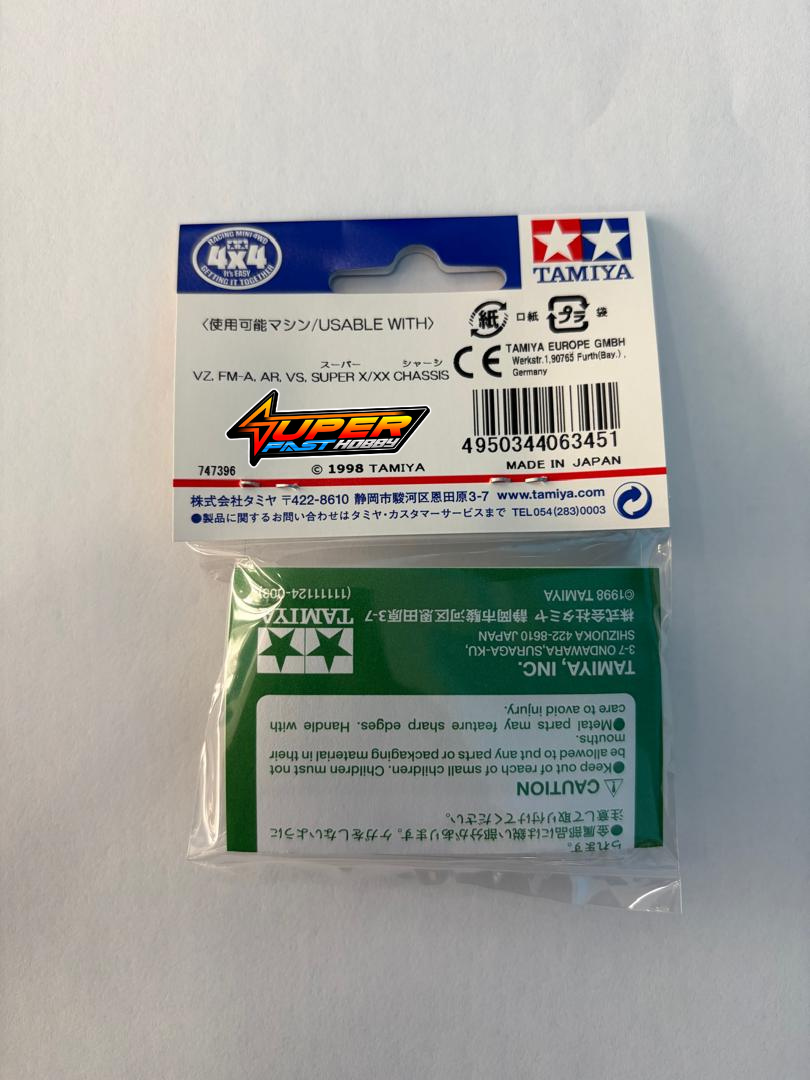 RACING MINI 4WD
4x4
It's EASY
GETTING IT TOGETHER
TAMIYA
〈使用可能マシン/USABLE WITH〉
紙 口紙 プラ 袋
スーパー シャーシ
VZ, FM-A, AR, VS, SUPER X/XX CHASSIS
CE TAMIYA EUROPE GMBH
Werkstr.1,90765 Furth(Bay.),
Germany
SUPER
FAST HOBBY
4950344063451
747396 © 1998 TAMIYA MADE IN JAPAN
株式会社タミヤ 〒422-8610 静岡市駿河区恩田原3-7 www.tamiya.com
●製品に関するお問い合わせはタミヤ・カスタマーサービスまで TEL 054(283)0003
られます。
●金属部品には鋭い部分があります。ケガをしないように
注意して取り付けてください。
⚠ CAUTION
●Keep out of reach of small children. Children must not
be allowed to put any parts or packaging material in their
mouths.
●Metal parts may feature sharp edges. Handle with
care to avoid injury.
TAMIYA, INC.
3-7 ONDAWARA,SURAGA-KU,
SHIZUOKA 422-8610 JAPAN
株式会社タミヤ 静岡市駿河区恩田原3-7
©1998 TAMIYA
TAMIYA